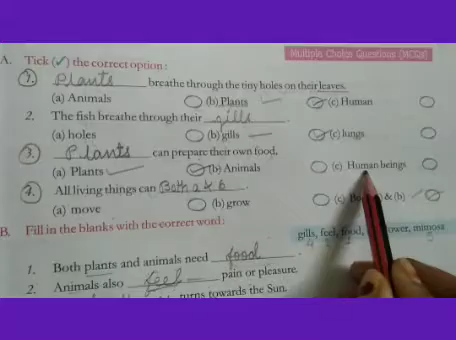 Multiple Choice Questions (MCQs)
A. Tick (✓) the correct option:
1. Plants breathe through the tiny holes on their leaves.
(a) Animals (b) Plants (c) Human
2. The fish breathe through their gills.
(a) holes (b) gills (c) lungs
3. Plants can prepare their own food.
(a) Plants (b) Animals (c) Human beings
4. All living things can Both a & b.
(a) move (b) grow (c) & (b)
B. Fill in the blanks with the correct word:
gills, feel, food, mimosa
1. Both plants and animals need food.
2. Animals also feel pain or pleasure.
turns towards the Sun.